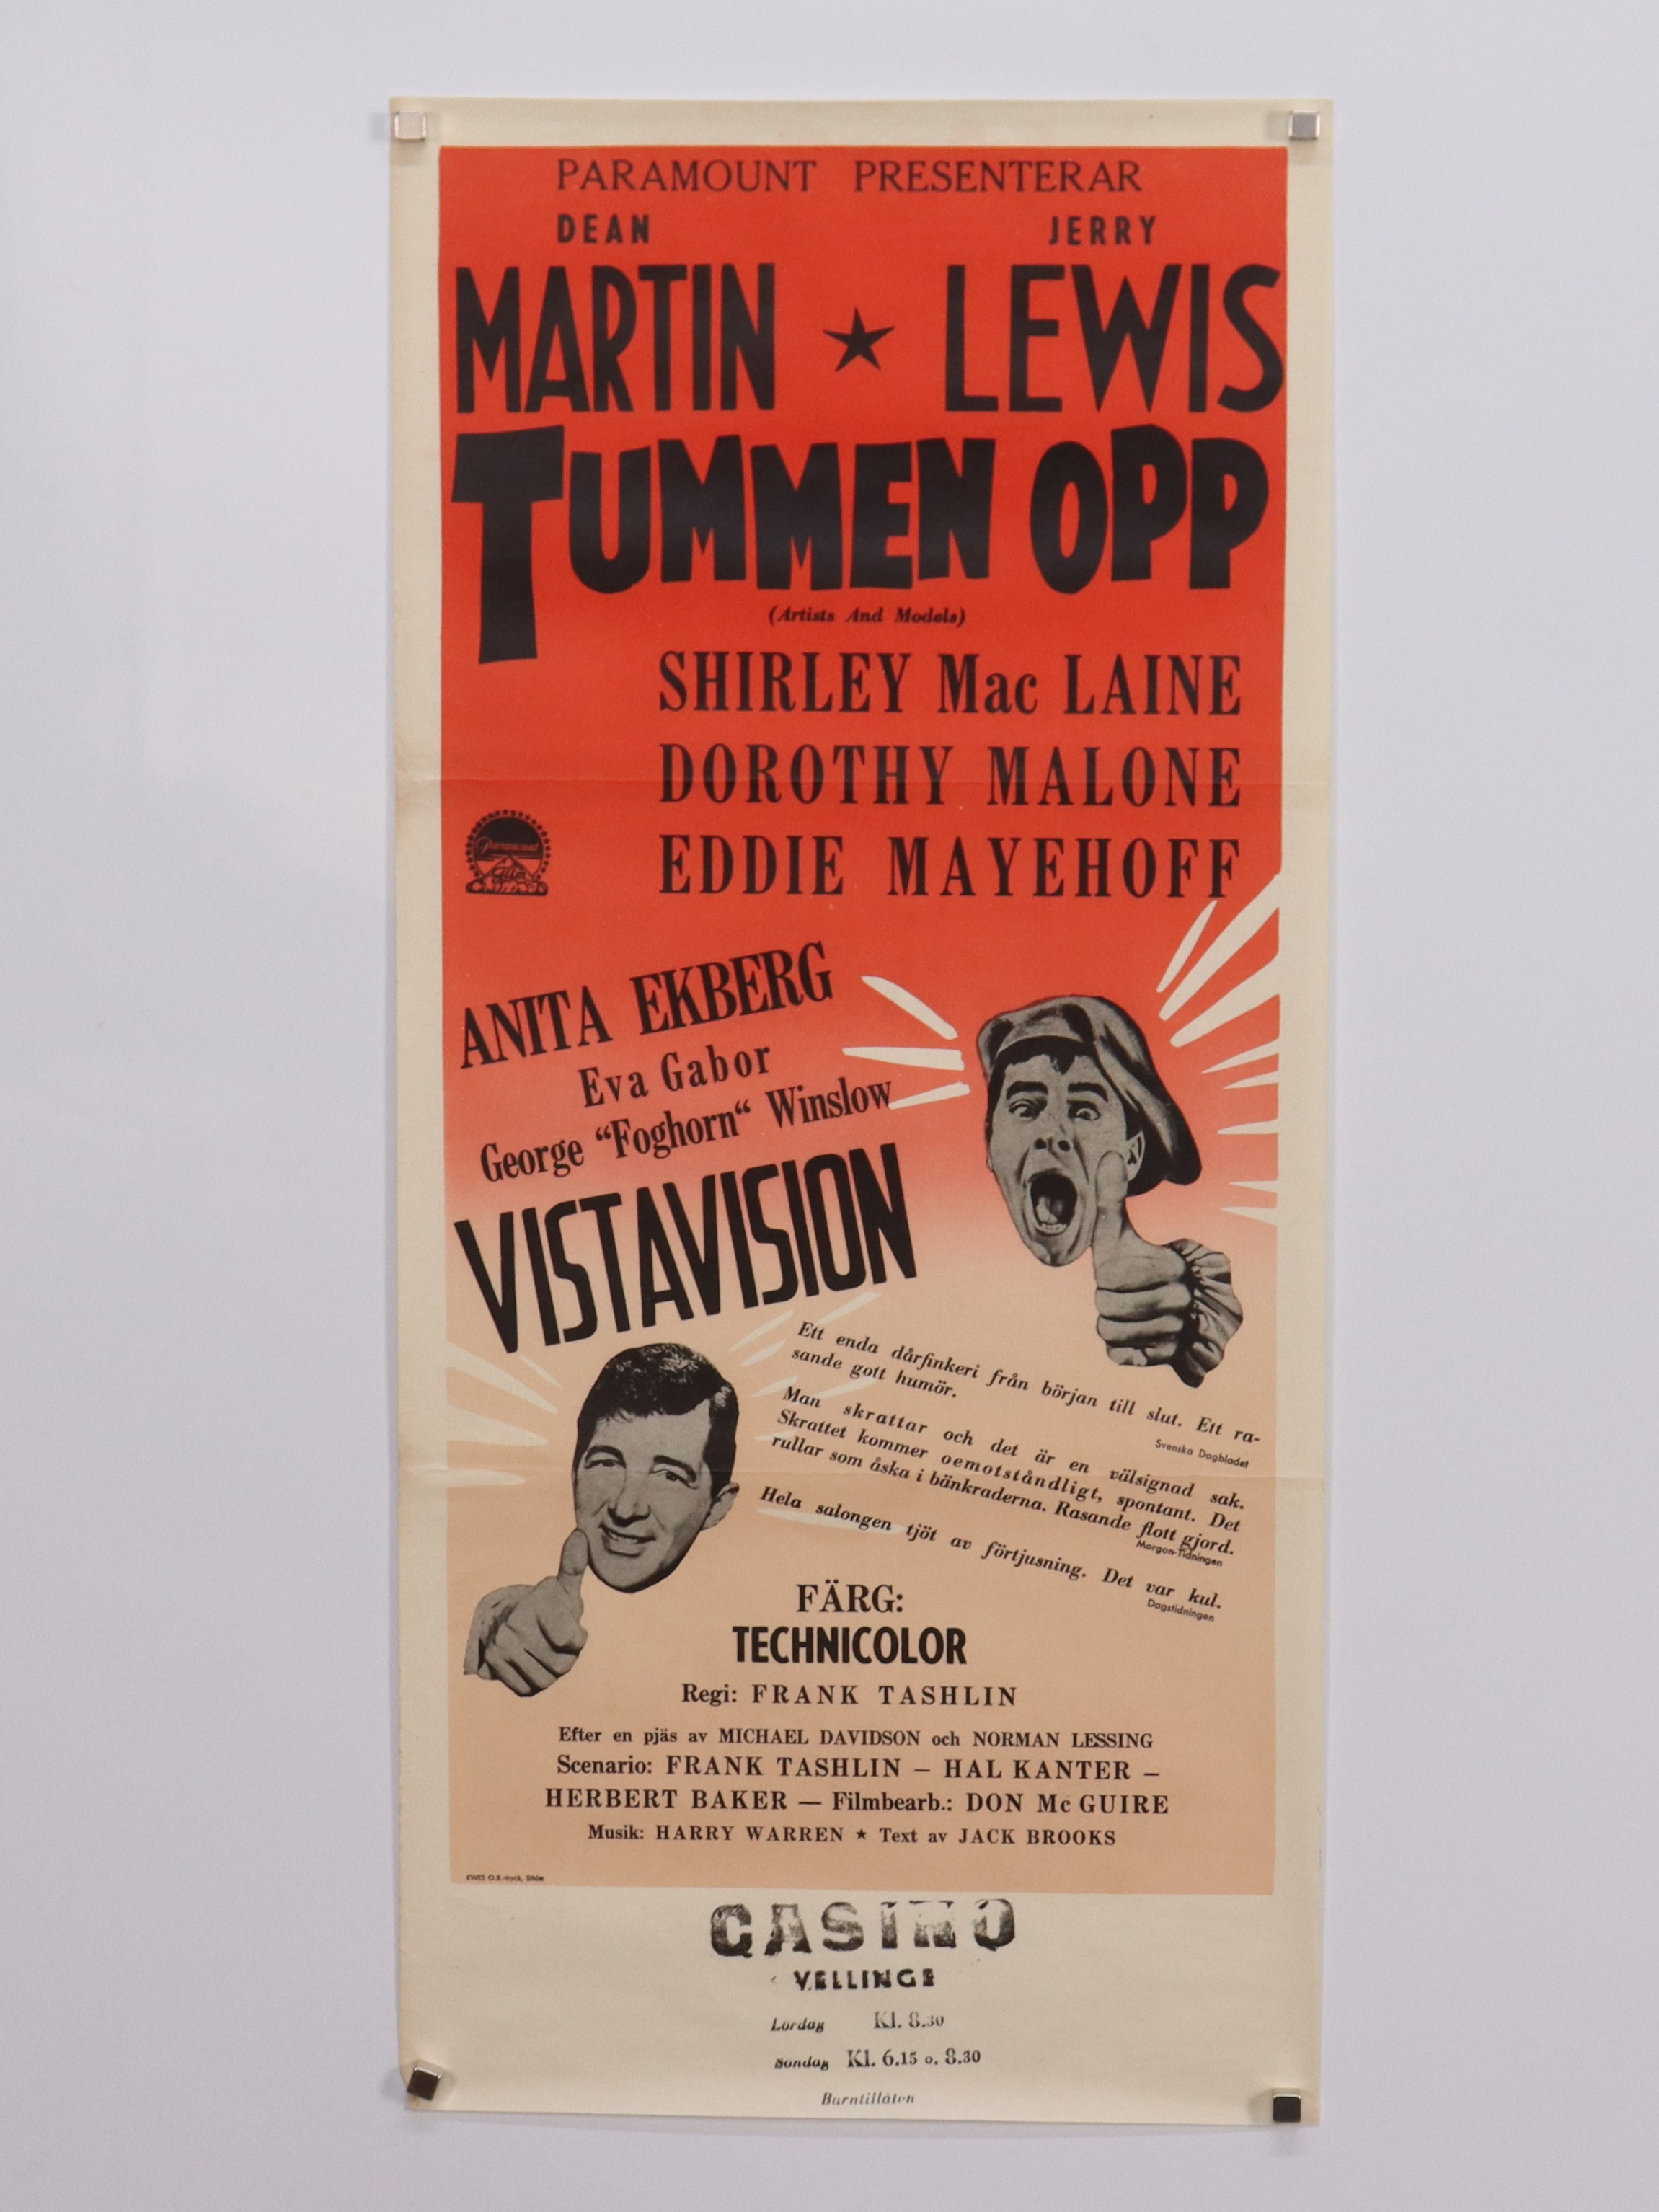 PARAMOUNT PRESENTERAR
DEAN JERRY
MARTIN ★ LEWIS
TUMMEN OPP
(Artists And Models)
SHIRLEY Mac LAINE
DOROTHY MALONE
EDDIE MAYEHOFF
Paramount
Film
ANITA EKBERG
Eva Gabor
George “Foghorn“ Winslow
VISTAVISION
Ett enda dårfinkeri från början till slut. Ett ra-
sande gott humör.
Svenska Dagbladet
Man skrattar och det är en välsignad sak.
Skrattet kommer oemotståndligt, spontant. Det
rullar som åska i bänkraderna. Rasande flott gjord.
Morgon-Tidningen
Hela salongen tjöt av förtjusning. Det var kul.
Dagstidningen
FÄRG:
TECHNICOLOR
Regi: FRANK TASHLIN
Efter en pjäs av MICHAEL DAVIDSON och NORMAN LESSING
Scenario: FRANK TASHLIN – HAL KANTER –
HERBERT BAKER — Filmbearb.: DON Mc GUIRE
Musik: HARRY WARREN ★ Text av JACK BROOKS
CASINO
VELLINGE
Lördag Kl. 8.30
Söndag Kl. 6.15 o. 8.30
Barntillåten